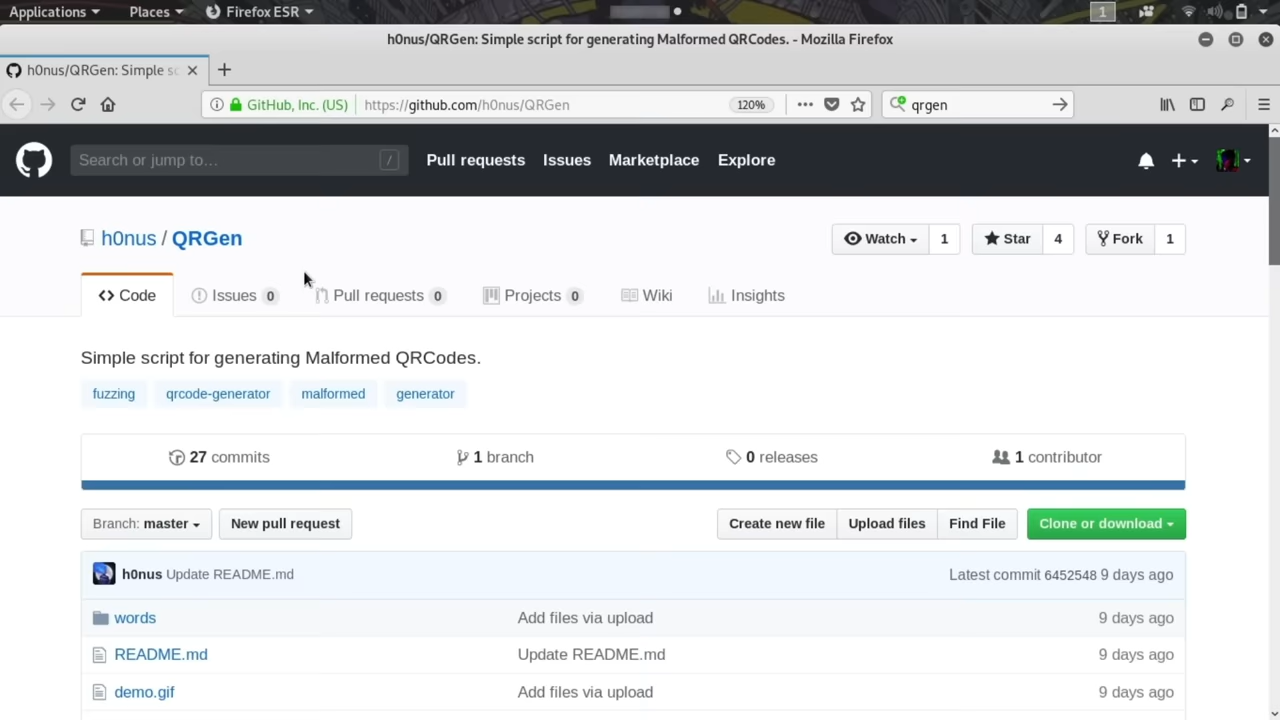 Applications Places Firefox ESR 1
h0nus/QRGen: Simple script for generating Malformed QRCodes. - Mozilla Firefox
h0nus/QRGen: Simple sc
GitHub, Inc. (US) https://github.com/h0nus/QRGen 120% qrgen
Search or jump to… / Pull requests Issues Marketplace Explore
h0nus / QRGen Watch 1 Star 4 Fork 1
Code Issues 0 Pull requests 0 Projects 0 Wiki Insights
Simple script for generating Malformed QRCodes.
fuzzing qrcode-generator malformed generator
27 commits 1 branch 0 releases 1 contributor
Branch: master New pull request Create new file Upload files Find File Clone or download
h0nus Update README.md Latest commit 6452548 9 days ago
words Add files via upload 9 days ago
README.md Update README.md 9 days ago
demo.gif Add files via upload 9 days ago